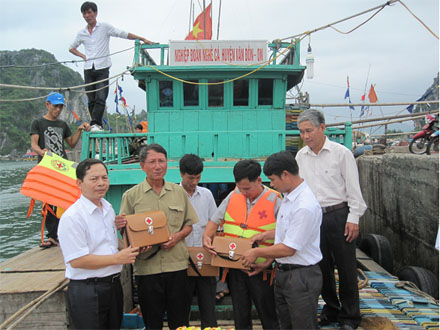 NGHIỆP ĐOÀN NGHỀ CÁ HUYỆN VÂN ĐỒN - QN